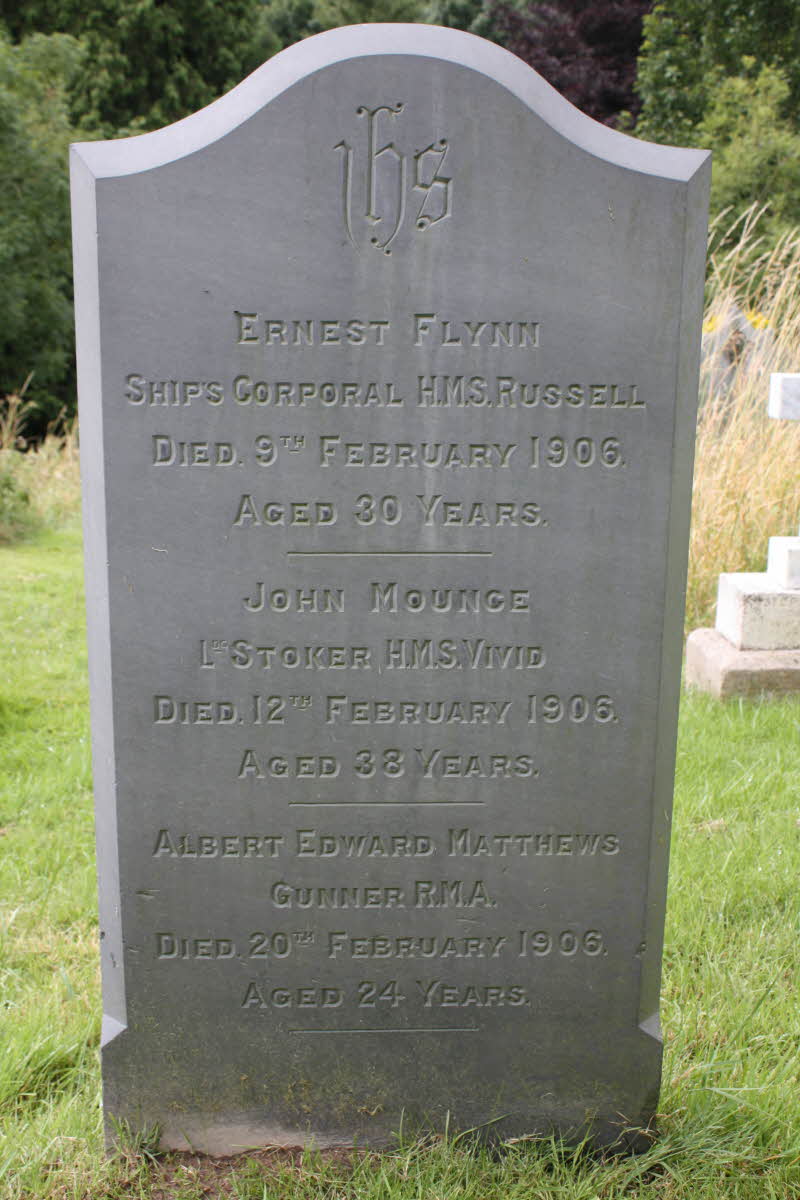 ihs
ERNEST FLYNN
SHIP'S CORPORAL H.M.S. RUSSELL
DIED. 9TH FEBRUARY 1906.
AGED 30 YEARS.
JOHN MOUNCE
LDG STOKER H.M.S. VIVID
DIED. 12TH FEBRUARY 1906.
AGED 38 YEARS.
ALBERT EDWARD MATTHEWS
GUNNER R.M.A.
DIED. 20TH FEBRUARY 1906.
AGED 24 YEARS.